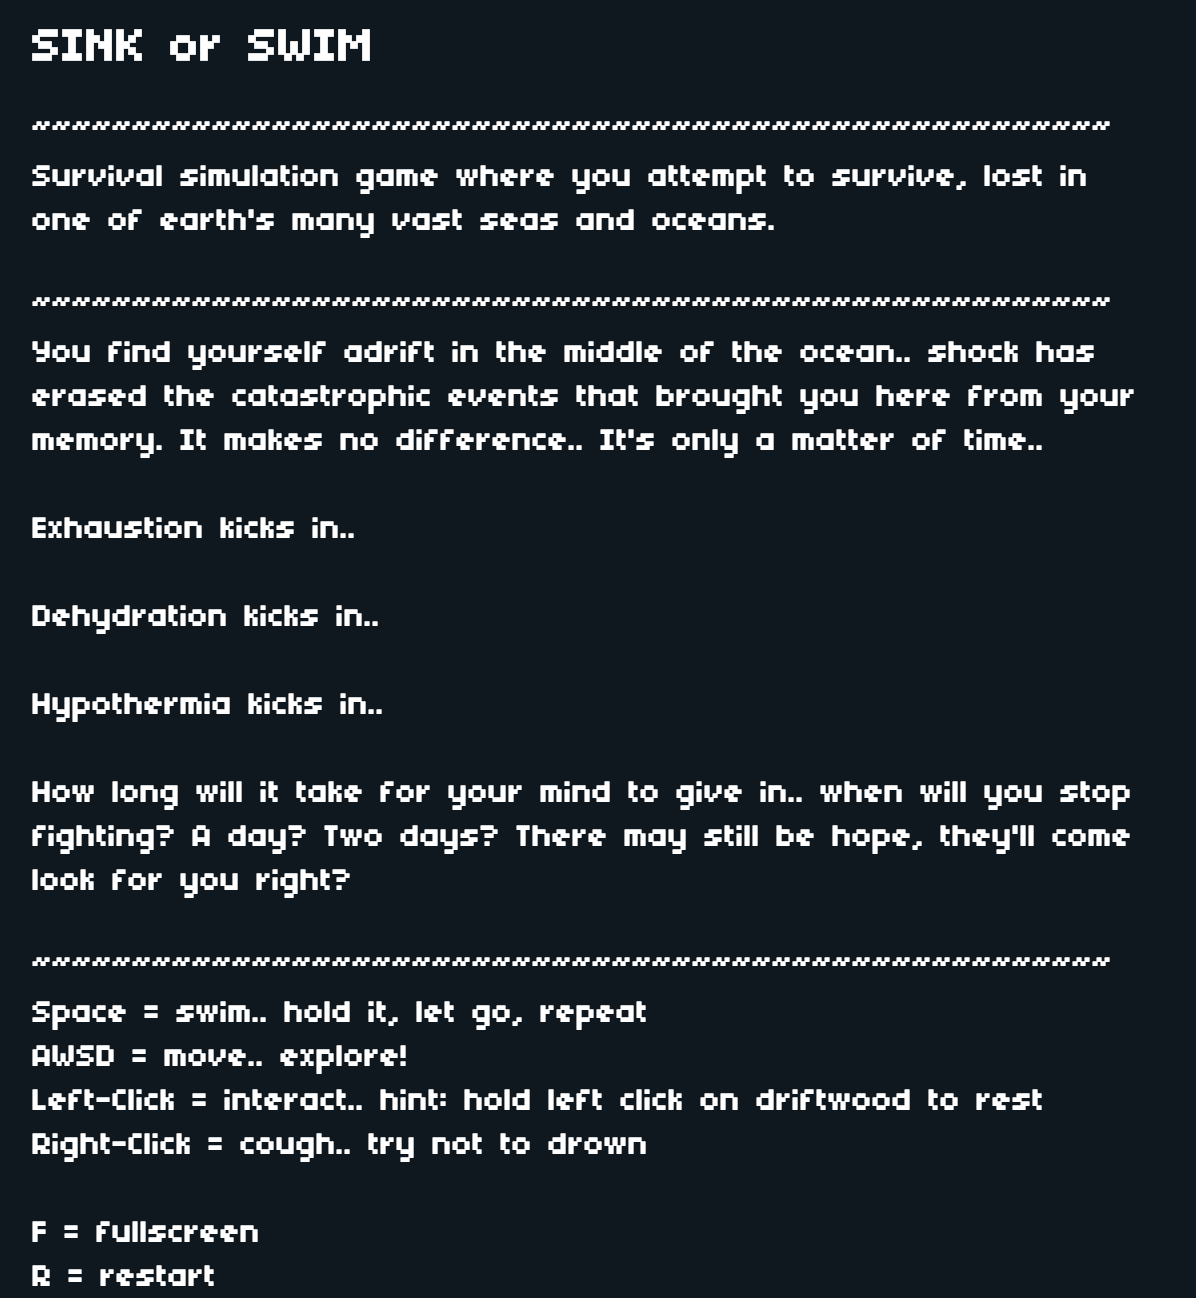 SINK or SWIM
~~~~~~~~~~~~~~~~~~~~~~~~~~~~~~~~~~~~~~~~~~~~~~~~~~~~~~
Survival simulation game where you attempt to survive, lost in
one of earth's many vast seas and oceans.
~~~~~~~~~~~~~~~~~~~~~~~~~~~~~~~~~~~~~~~~~~~~~~~~~~~~~~
You find yourself adrift in the middle of the ocean.. shock has
erased the catastrophic events that brought you here from your
memory. It makes no difference.. It's only a matter of time..
Exhaustion kicks in..
Dehydration kicks in..
Hypothermia kicks in..
How long will it take for your mind to give in.. when will you stop
fighting? A day? Two days? There may still be hope, they'll come
look for you right?
~~~~~~~~~~~~~~~~~~~~~~~~~~~~~~~~~~~~~~~~~~~~~~~~~~~~~~
Space = swim.. hold it, let go, repeat
AWSD = move.. explore!
Left-Click = interact.. hint: hold left click on driftwood to rest
Right-Click = cough.. try not to drown
F = fullscreen
R = restart